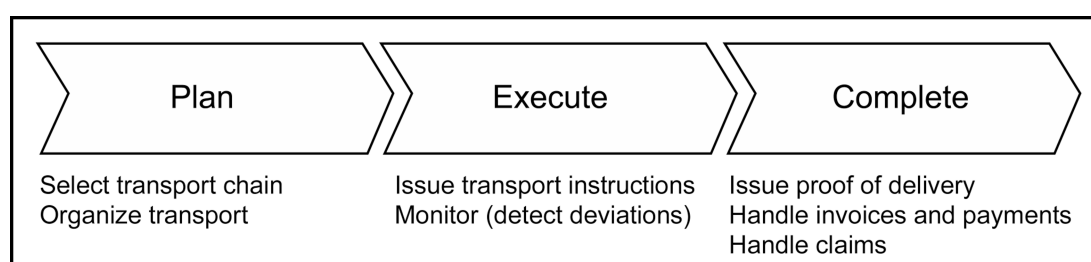 Plan
Execute
Complete
Select transport chain
Organize transport
Issue transport instructions
Monitor (detect deviations)
Issue proof of delivery
Handle invoices and payments
Handle claims